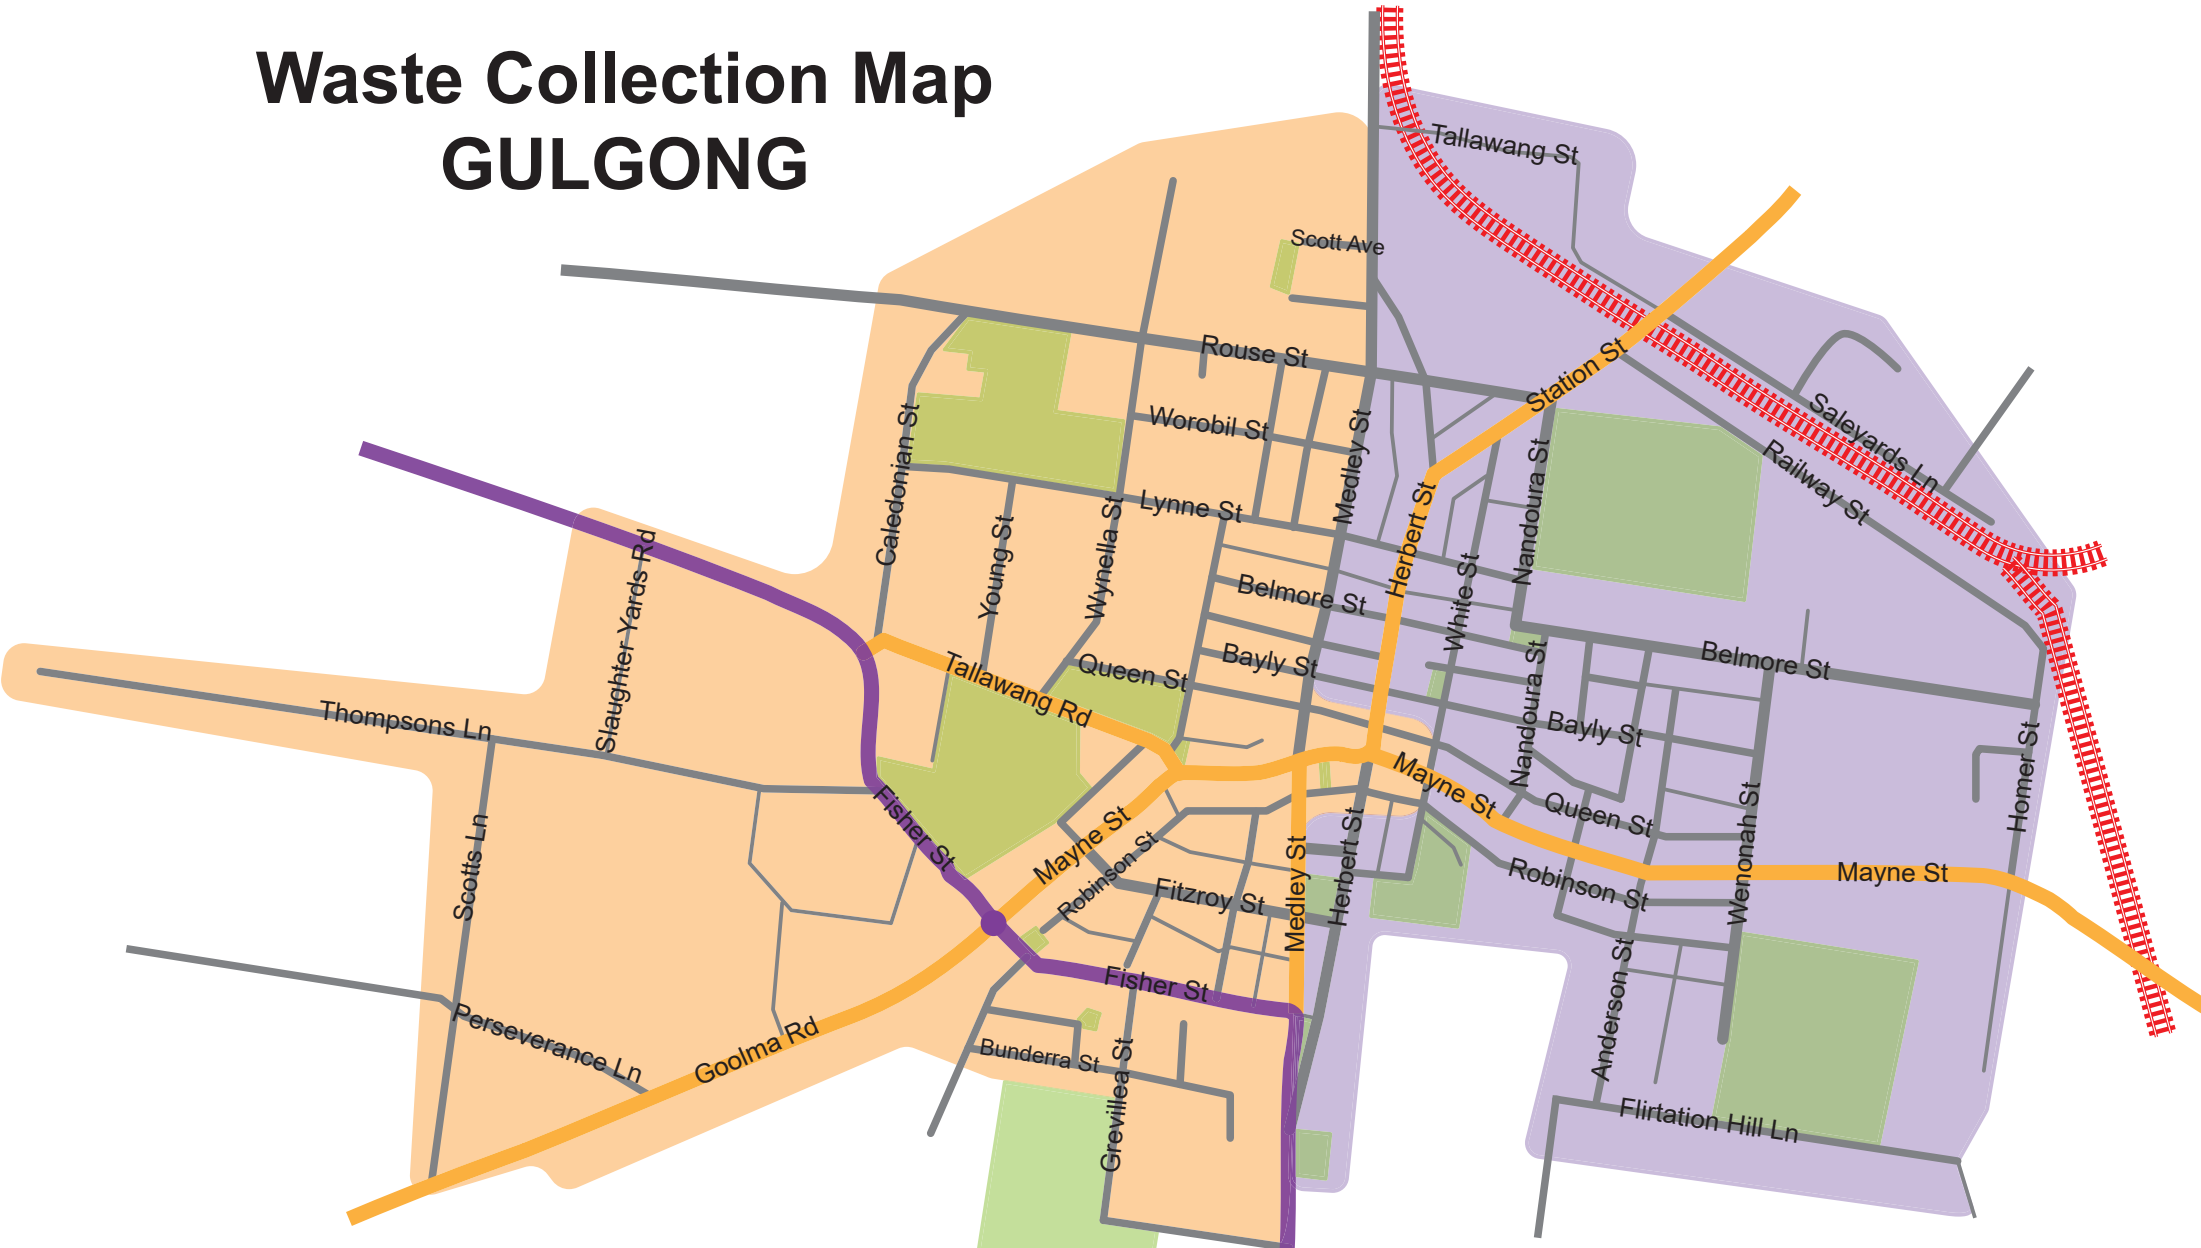 Waste Collection Map
GULGONG
Tallawang St
Scott Ave
Rouse St
Station St
Worobil St
Saleyards Ln
Railway St
Caledonian St
Medley St
Nandoura St
Lynne St
Herbert St
Young St
Wynella St
White St
Slaughter Yards Rd
Belmore St
Bayly St
Belmore St
Queen St
Tallawang Rd
Nandoura St
Thompsons Ln
Bayly St
Homer St
Mayne St
Queen St
Wenonah St
Fisher St
Mayne St
Robinson St
Scotts Ln
Medley St
Herbert St
Robinson St
Mayne St
Fitzroy St
Fisher St
Anderson St
Perseverance Ln
Goolma Rd
Bunderra St
Grevillea St
Flirtation Hill Ln